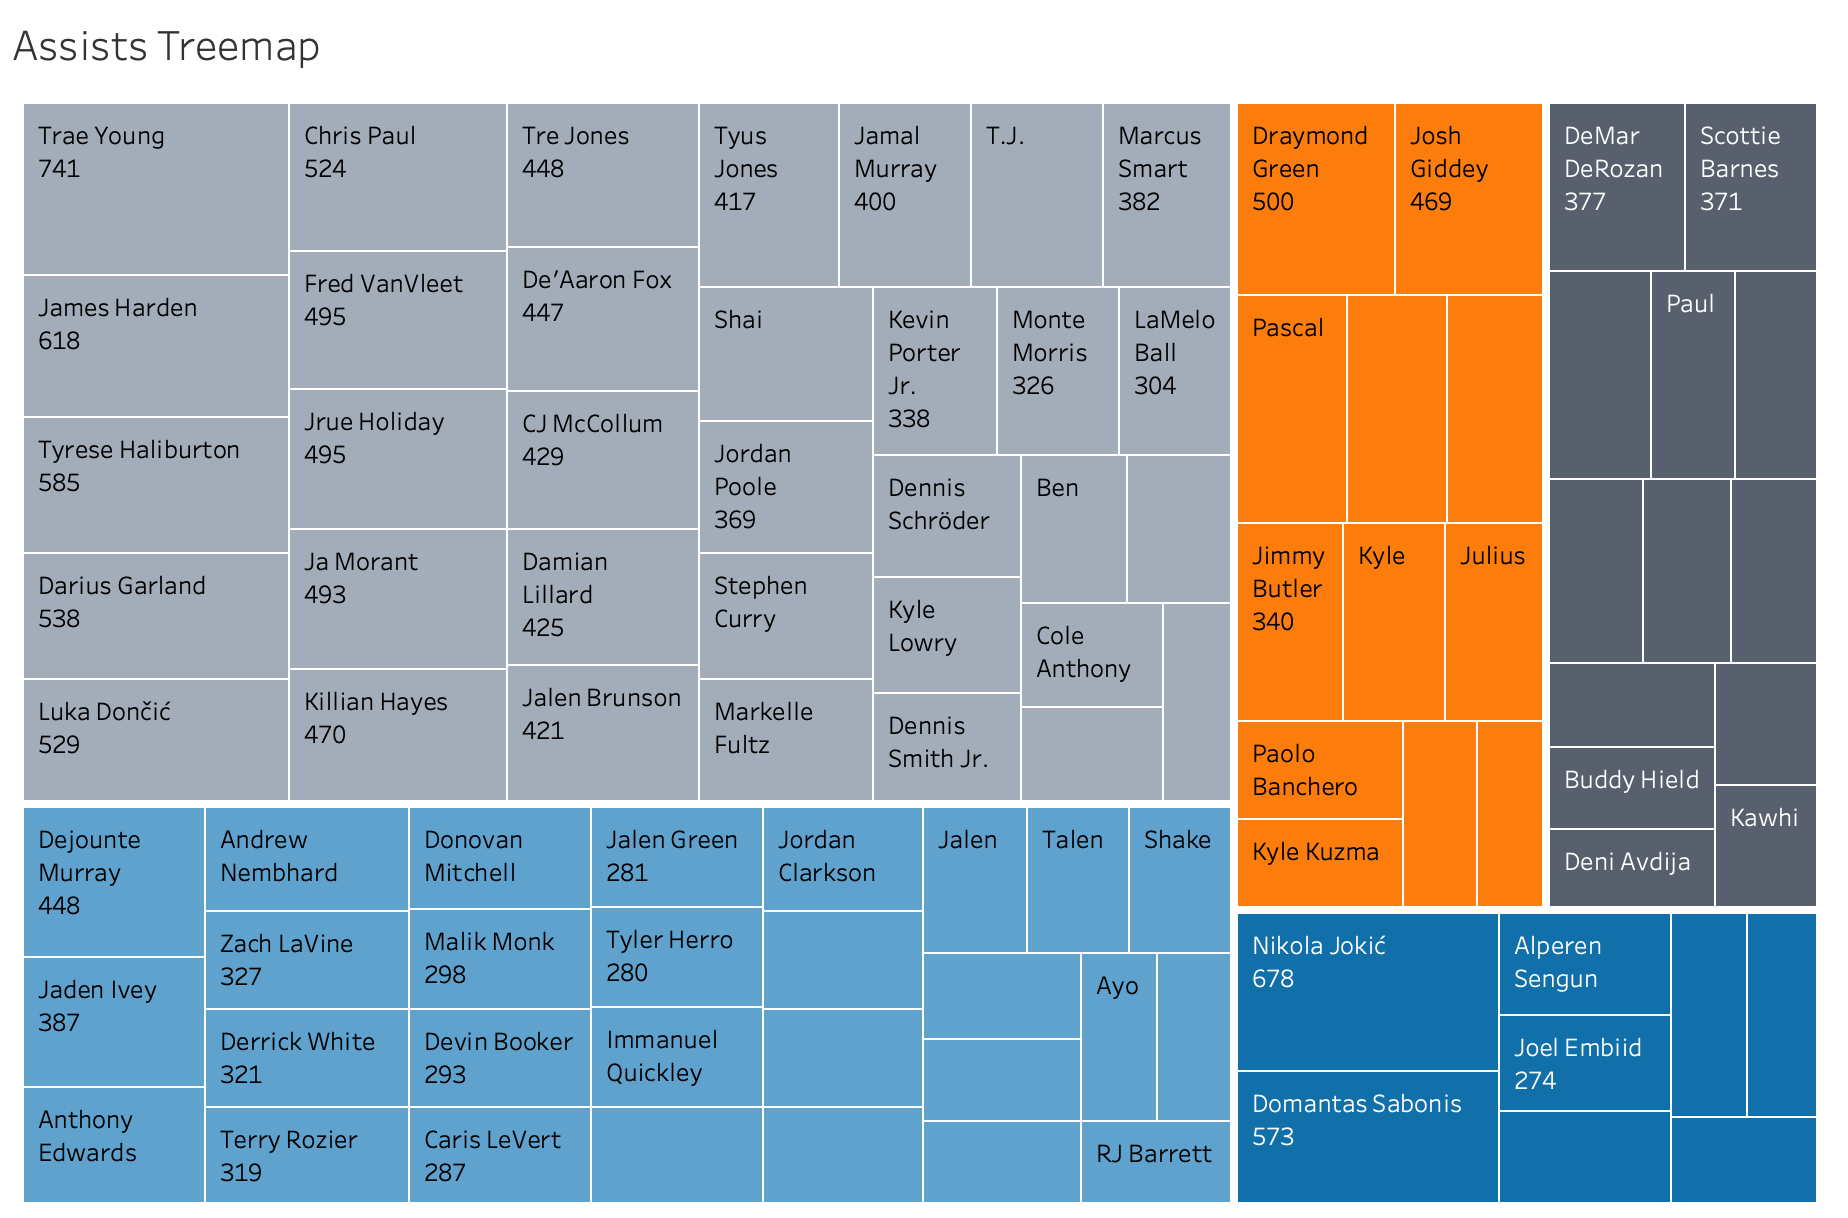 Assists Treemap
Trae Young
741
James Harden
618
Tyrese Haliburton
585
Darius Garland
538
Luka Dončić
529
Chris Paul
524
Fred VanVleet
495
Jrue Holiday
495
Ja Morant
493
Killian Hayes
470
Tre Jones
448
De'Aaron Fox
447
CJ McCollum
429
Damian
Lillard
425
Jalen Brunson
421
Tyus
Jones
417
Jamal
Murray
400
T.J.
Marcus
Smart
382
Shai
Jordan
Poole
369
Stephen
Curry
Markelle
Fultz
Kevin
Porter
Jr.
338
Monte
Morris
326
LaMelo
Ball
304
Dennis
Schröder
Kyle
Lowry
Dennis
Smith Jr.
Ben
Cole
Anthony
Dejounte
Murray
448
Jaden Ivey
387
Anthony
Edwards
Andrew
Nembhard
Zach LaVine
327
Derrick White
321
Terry Rozier
319
Donovan
Mitchell
Malik Monk
298
Devin Booker
293
Caris LeVert
287
Jalen Green
281
Tyler Herro
280
Immanuel
Quickley
Jordan
Clarkson
Jalen
Talen
Shake
Ayo
RJ Barrett
Draymond
Green
500
Josh
Giddey
469
Pascal
Jimmy
Butler
340
Kyle
Julius
Paolo
Banchero
Kyle Kuzma
DeMar
DeRozan
377
Scottie
Barnes
371
Paul
Buddy Hield
Deni Avdija
Kawhi
Nikola Jokić
678
Domantas Sabonis
573
Alperen
Sengun
Joel Embiid
274